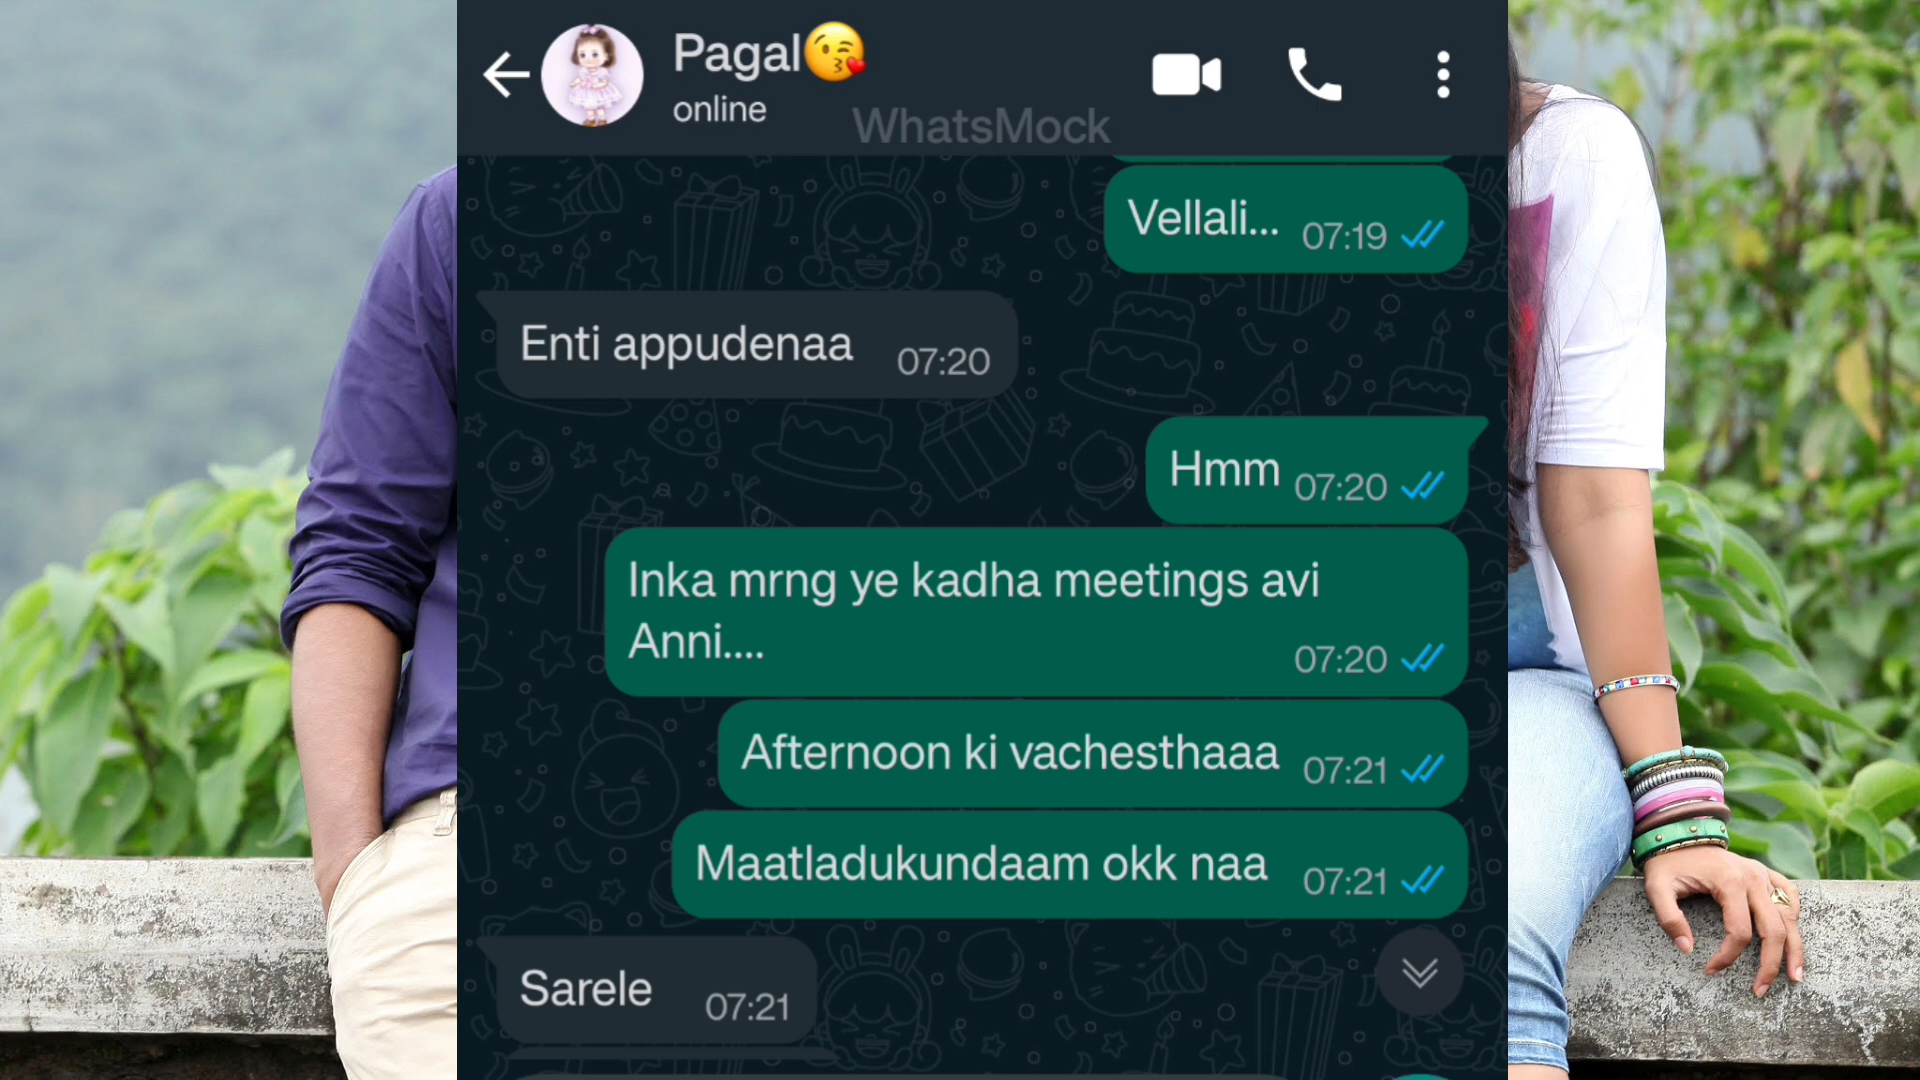 Pagal😘
online
WhatsMock
Vellali... 07:19
Enti appudenaa 07:20
Hmm 07:20
Inka mrng ye kadha meetings avi
Anni.... 07:20
Afternoon ki vachesthaaa 07:21
Maatladukundaam okk naa 07:21
Sarele 07:21